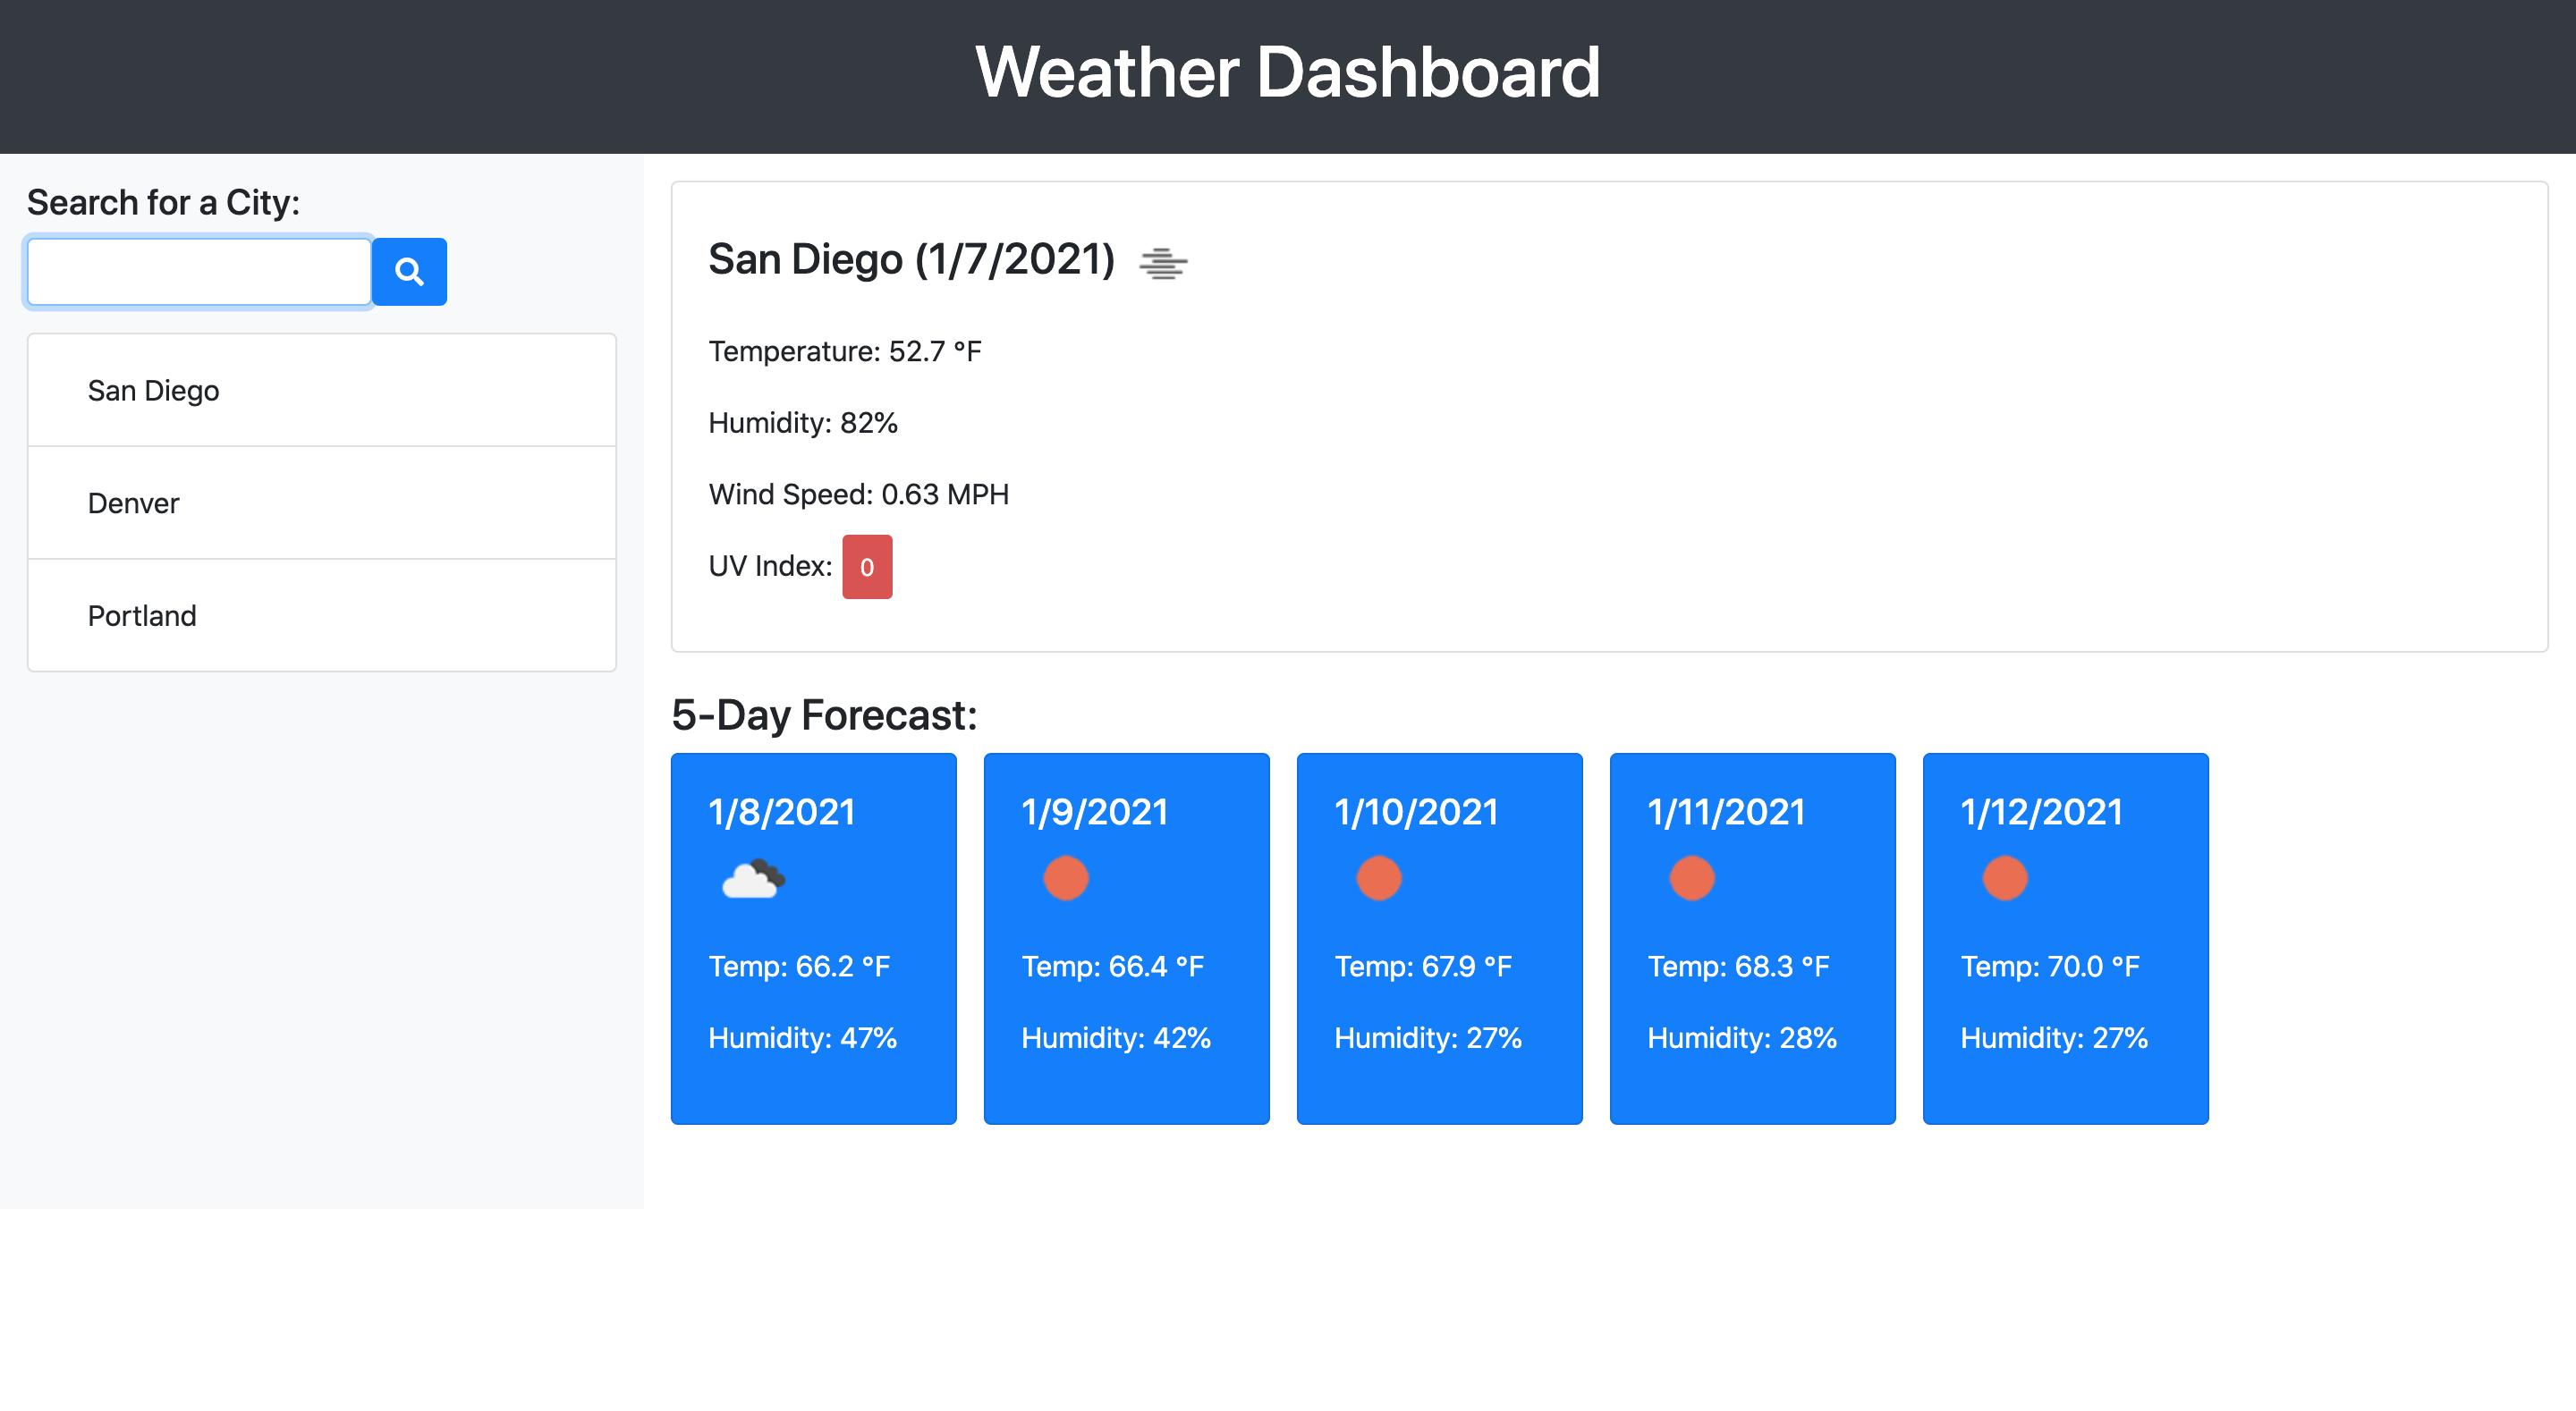 Weather Dashboard
Search for a City:
San Diego
Denver
Portland
San Diego (1/7/2021)
Temperature: 52.7 °F
Humidity: 82%
Wind Speed: 0.63 MPH
UV Index: 0
5-Day Forecast:
1/8/2021
Temp: 66.2 °F
Humidity: 47%
1/9/2021
Temp: 66.4 °F
Humidity: 42%
1/10/2021
Temp: 67.9 °F
Humidity: 27%
1/11/2021
Temp: 68.3 °F
Humidity: 28%
1/12/2021
Temp: 70.0 °F
Humidity: 27%